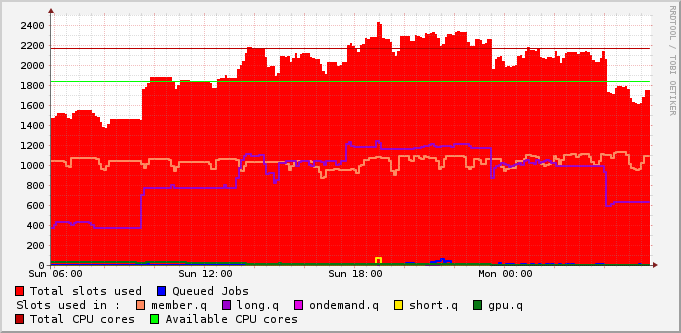 2400
2200
2000
1800
1600
1400
1200
1000
800
600
400
200
0
Sun 06:00 Sun 12:00 Sun 18:00 Mon 00:00
Total slots used Queued Jobs
Slots used in : member.q long.q ondemand.q short.q gpu.q
Total CPU cores Available CPU cores
RRDTOOL / TOBI OETIKER